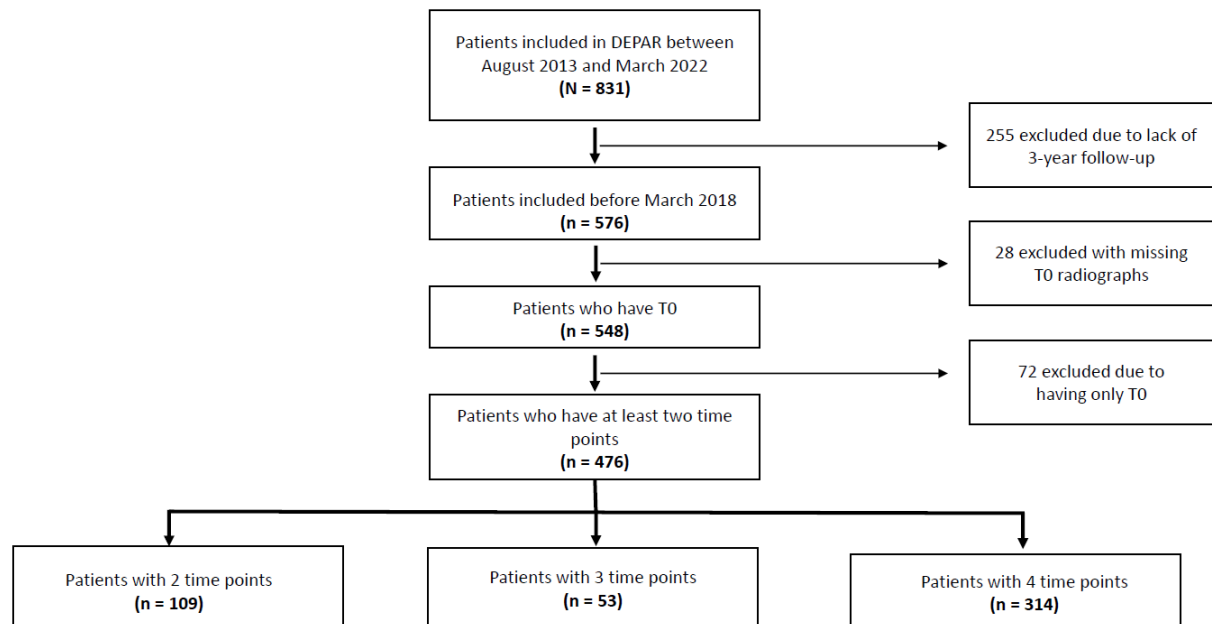 Patients included in DEPAR between
August 2013 and March 2022
(N = 831)
255 excluded due to lack of
3-year follow-up
Patients included before March 2018
(n = 576)
28 excluded with missing
T0 radiographs
Patients who have T0
(n = 548)
72 excluded due to
having only T0
Patients who have at least two time
points
(n = 476)
Patients with 2 time points
(n = 109)
Patients with 3 time points
(n = 53)
Patients with 4 time points
(n = 314)